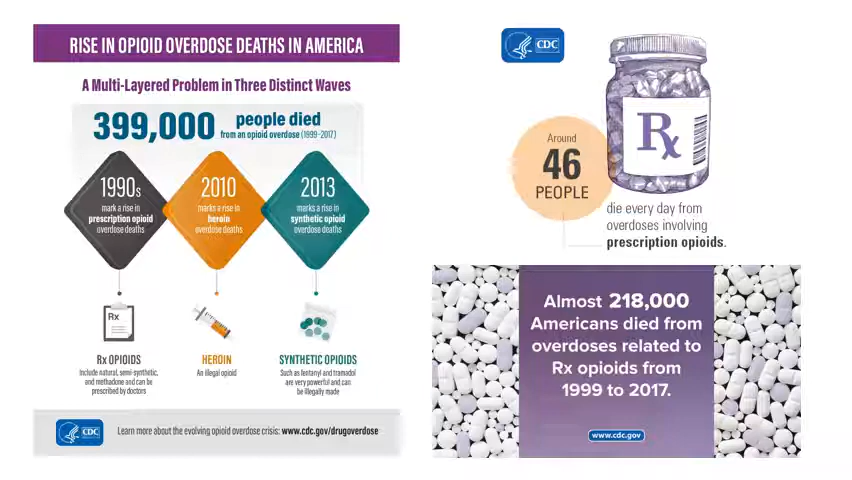 RISE IN OPIOID OVERDOSE DEATHS IN AMERICA
A Multi-Layered Problem in Three Distinct Waves
399,000 people died
from an opioid overdose (1999-2017)
1990s
mark a rise in
prescription opioid
overdose deaths
2010
marks a rise in
heroin
overdose deaths
2013
marks a rise in
synthetic opioid
overdose deaths
Rx
Rx OPIOIDS
Include natural, semi-synthetic,
and methadone and can be
prescribed by doctors
HEROIN
An illegal opioid
SYNTHETIC OPIOIDS
Such as fentanyl and tramadol
are very powerful and can
be illegally made
CDC
Learn more about the evolving opioid overdose crisis: www.cdc.gov/drugoverdose
CDC
Rx
Around
46
PEOPLE
die every day from
overdoses involving
prescription opioids.
Almost 218,000
Americans died from
overdoses related to
Rx opioids from
1999 to 2017.
www.cdc.gov